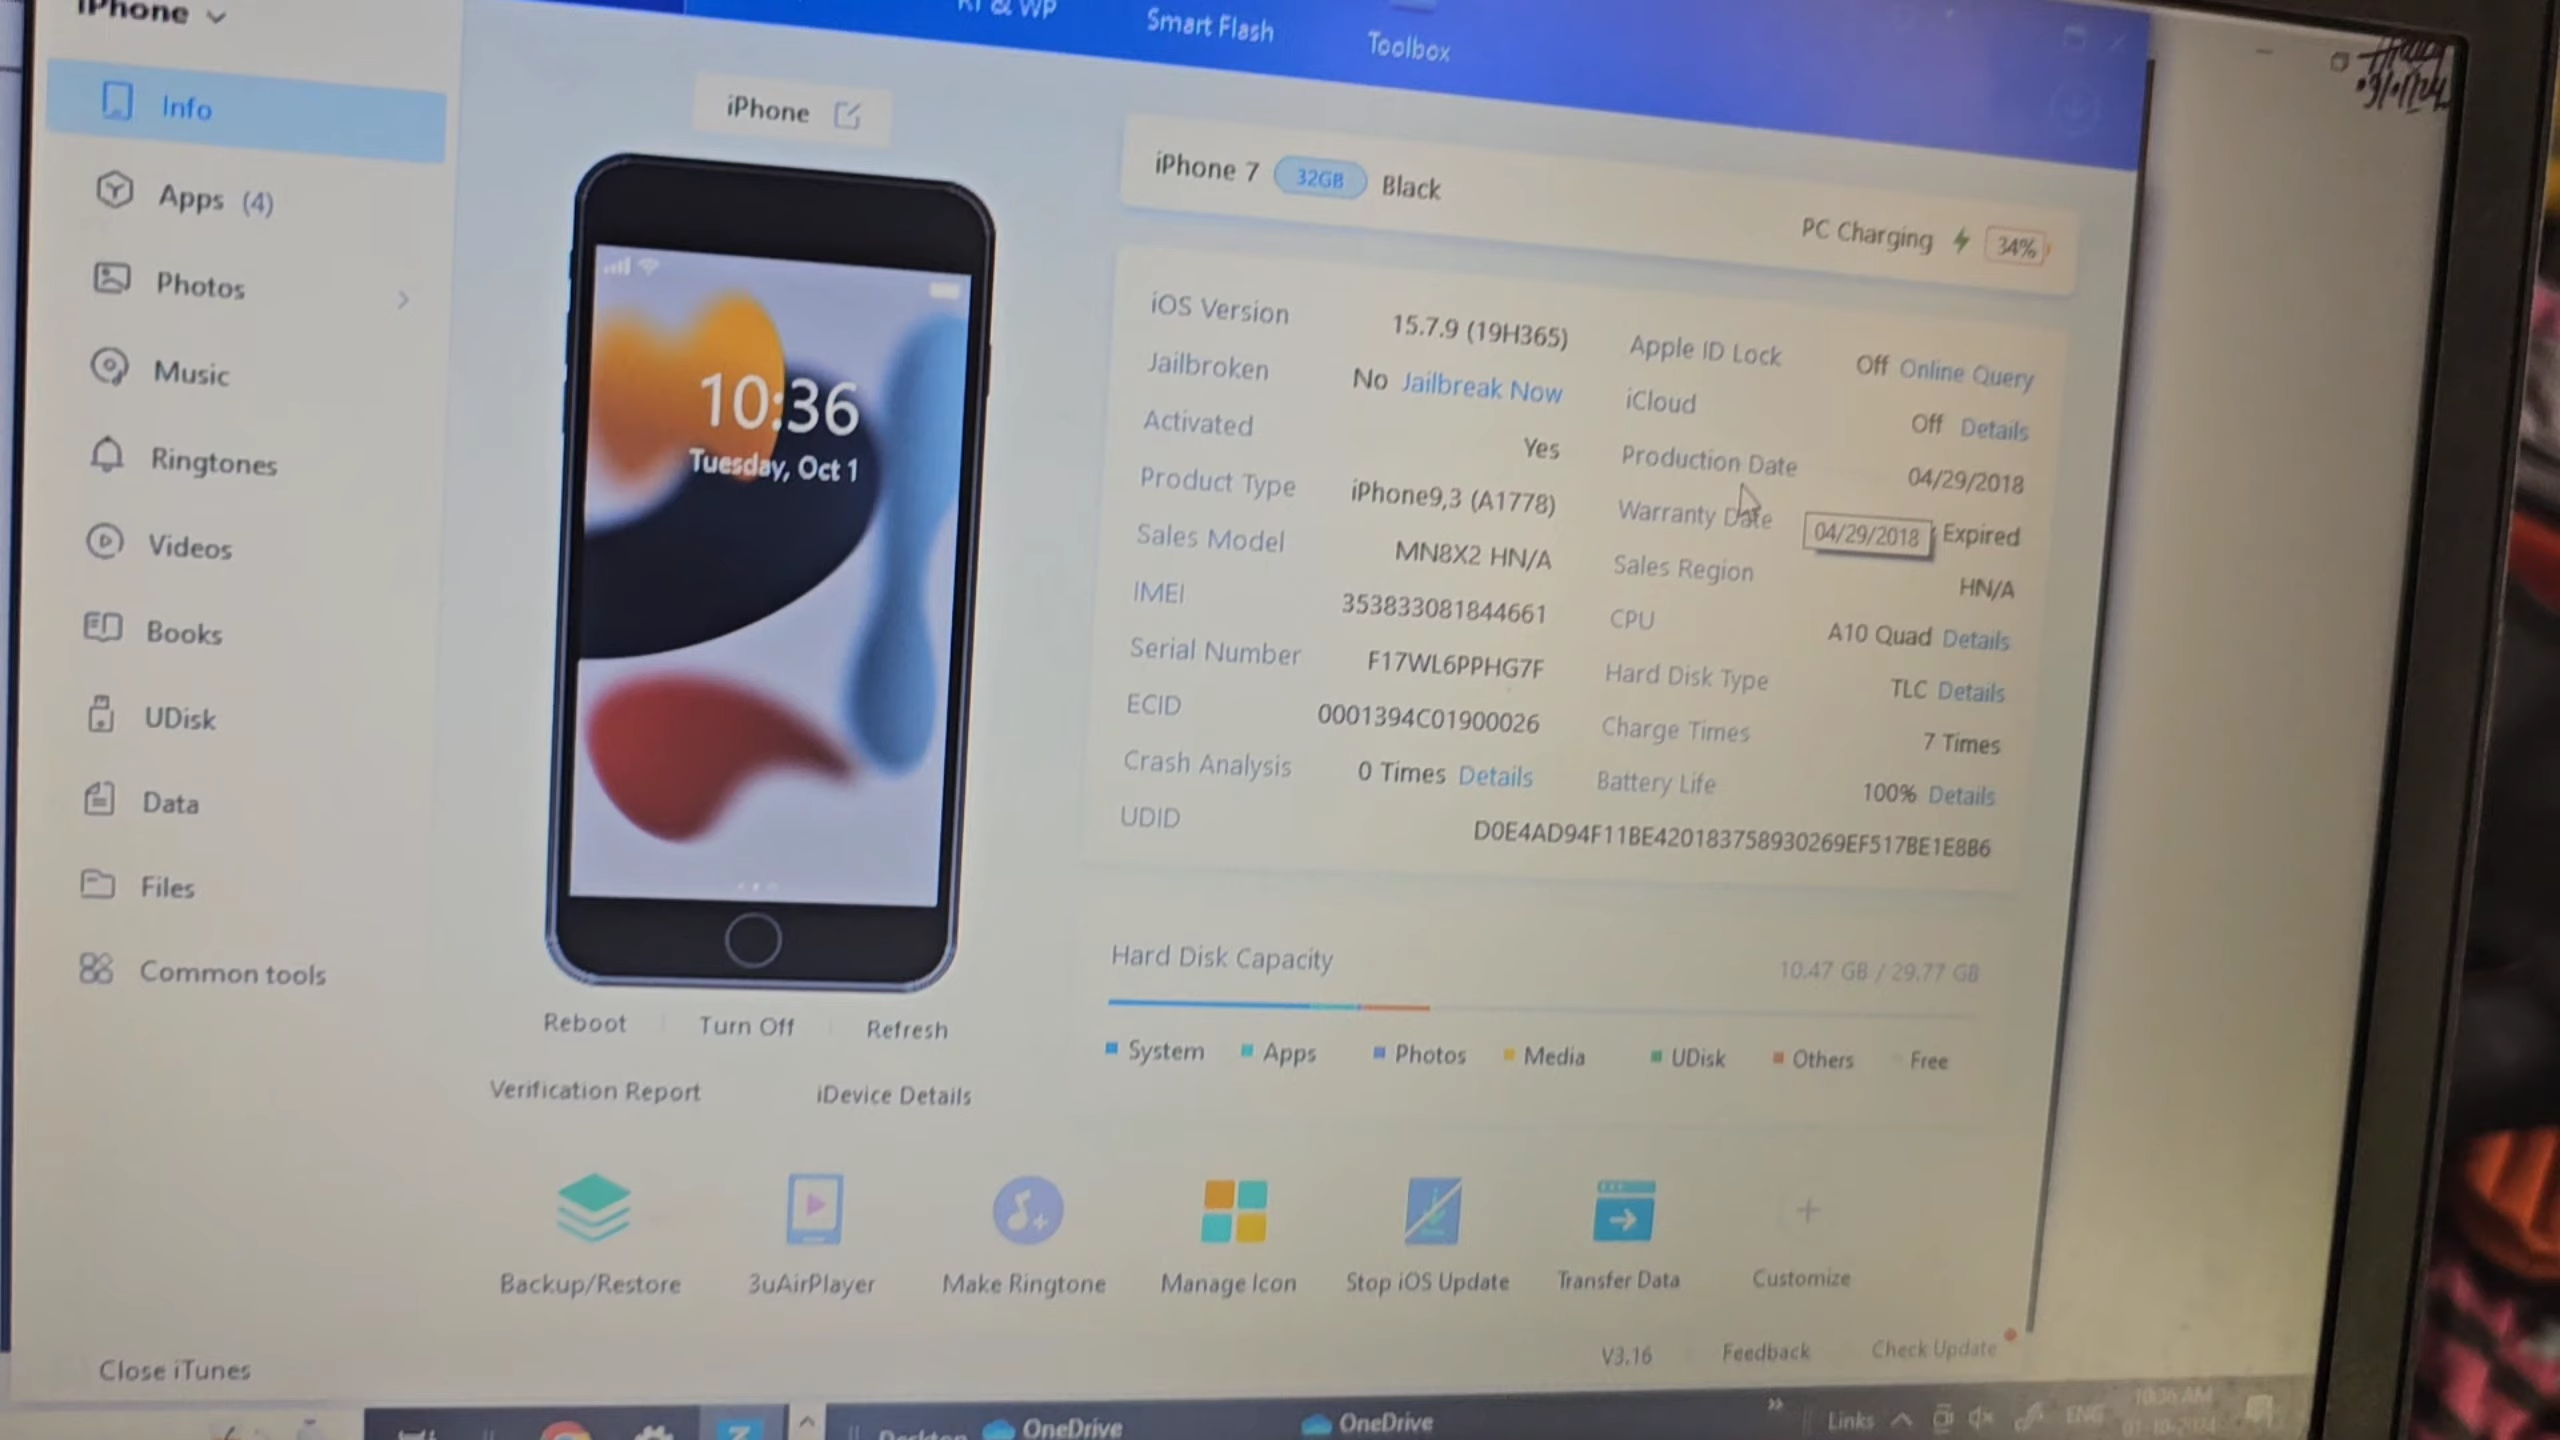 iPhone
Info
Apps (4)
Photos
Music
Ringtones
Videos
Books
UDisk
Data
Files
Common tools
Close iTunes
Smart Flash
Toolbox
iPhone
10:36
Tuesday, Oct 1
Reboot
Turn Off
Refresh
Verification Report
iDevice Details
iPhone 7 32GB Black
PC Charging 34%
iOS Version 15.7.9 (19H365)
Apple ID Lock Off Online Query
Jailbroken No Jailbreak Now
iCloud Off Details
Activated Yes
Production Date 04/29/2018
Product Type iPhone9,3 (A1778)
Warranty Date 04/29/2018 Expired
Sales Model MN8X2 HN/A
Sales Region HN/A
IMEI 353833081844661
CPU A10 Quad Details
Serial Number F17WL6PPHG7F
Hard Disk Type TLC Details
ECID 0001394C01900026
Charge Times 7 Times
Crash Analysis 0 Times Details
Battery Life 100% Details
UDID D0E4AD94F11BE420183758930269EF517BE1E8B6
Hard Disk Capacity 10.47 GB / 29.77 GB
System Apps Photos Media UDisk Others Free
Backup/Restore
3uAirPlayer
Make Ringtone
Manage Icon
Stop iOS Update
Transfer Data
Customize
V3.16
Feedback
Check Update
OneDrive
OneDrive
Links
ENG
10:36 AM